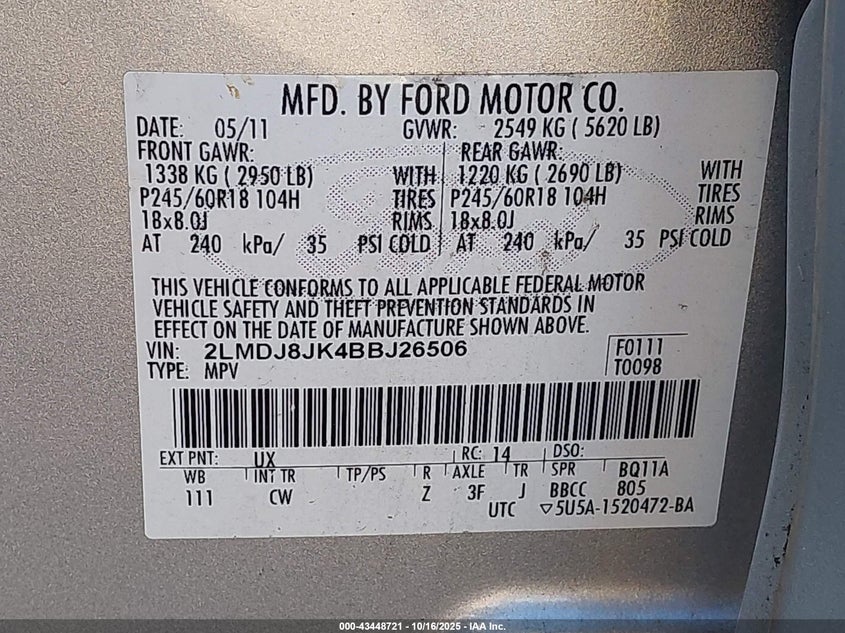 MFD. BY FORD MOTOR CO.
DATE: 05/11 GVWR: 2549 KG ( 5620 LB)
FRONT GAWR: REAR GAWR:
1338 KG ( 2950 LB) WITH 1220 KG ( 2690 LB) WITH
P245/60R18 104H TIRES P245/60R18 104H TIRES
18x8.0J RIMS 18x8.0J RIMS
AT 240 kPa/ 35 PSI COLD AT 240 kPa/ 35 PSI COLD
THIS VEHICLE CONFORMS TO ALL APPLICABLE FEDERAL MOTOR
VEHICLE SAFETY AND THEFT PREVENTION STANDARDS IN
EFFECT ON THE DATE OF MANUFACTURE SHOWN ABOVE.
VIN: 2LMDJ8JK4BBJ26506 F0111
TYPE: MPV T0098
EXT PNT: UX RC: 14 DSO:
WB INT TR TP/PS R AXLE TR SPR BQ11A
111 CW Z 3F J BBCC 805
UTC ▽5U5A-1520472-BA
000-43448721 - 10/16/2025 - IAA Inc.